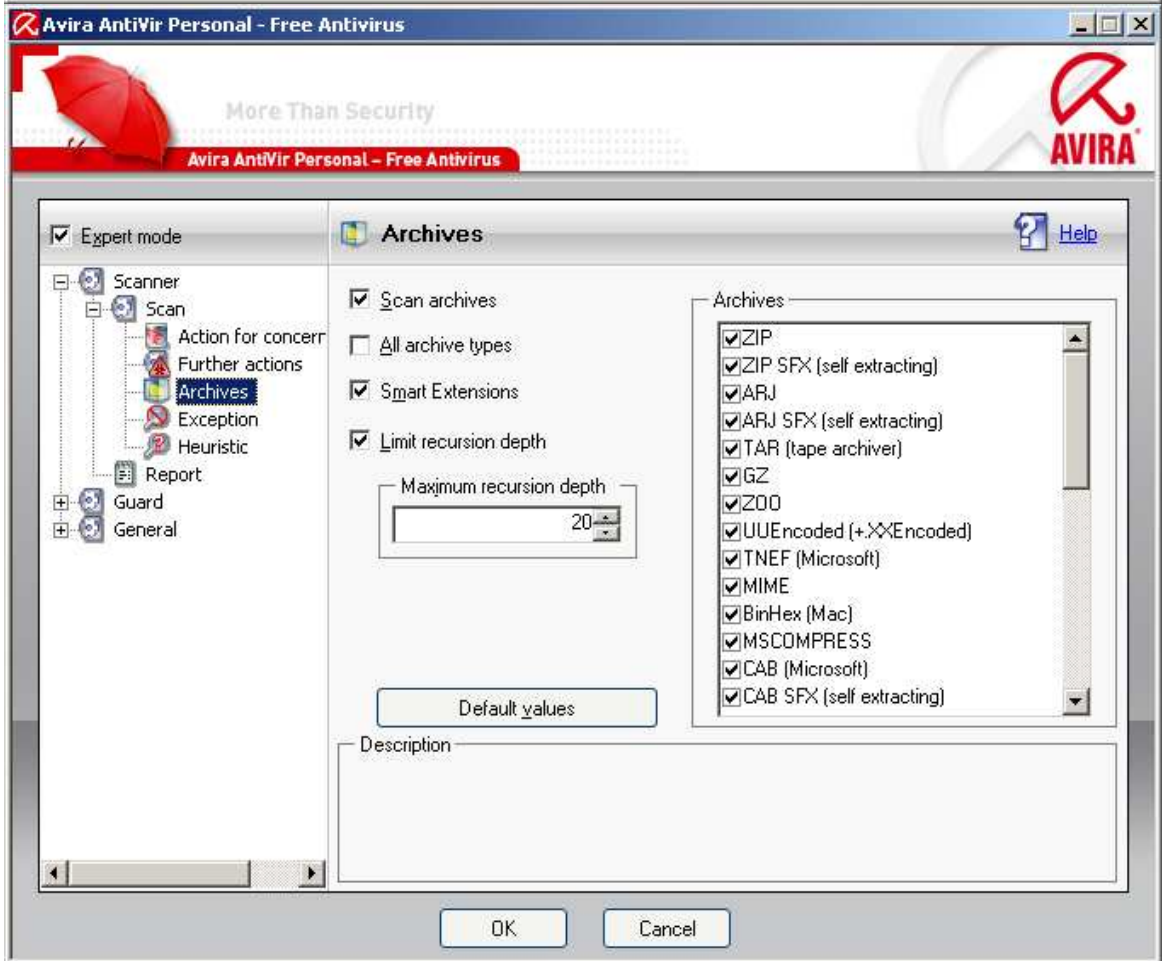 Avira AntiVir Personal - Free Antivirus
More Than Security
Avira AntiVir Personal – Free Antivirus
AVIRA
Expert mode
Scanner
Scan
Action for concern
Further actions
Archives
Exception
Heuristic
Report
Guard
General
Archives
Help
Scan archives
All archive types
Smart Extensions
Limit recursion depth
Maximum recursion depth
20
Default values
Archives
ZIP
ZIP SFX (self extracting)
ARJ
ARJ SFX (self extracting)
TAR (tape archiver)
GZ
ZOO
UUEncoded (+.XXEncoded)
TNEF (Microsoft)
MIME
BinHex (Mac)
MSCOMPRESS
CAB (Microsoft)
CAB SFX (self extracting)
Description
OK
Cancel